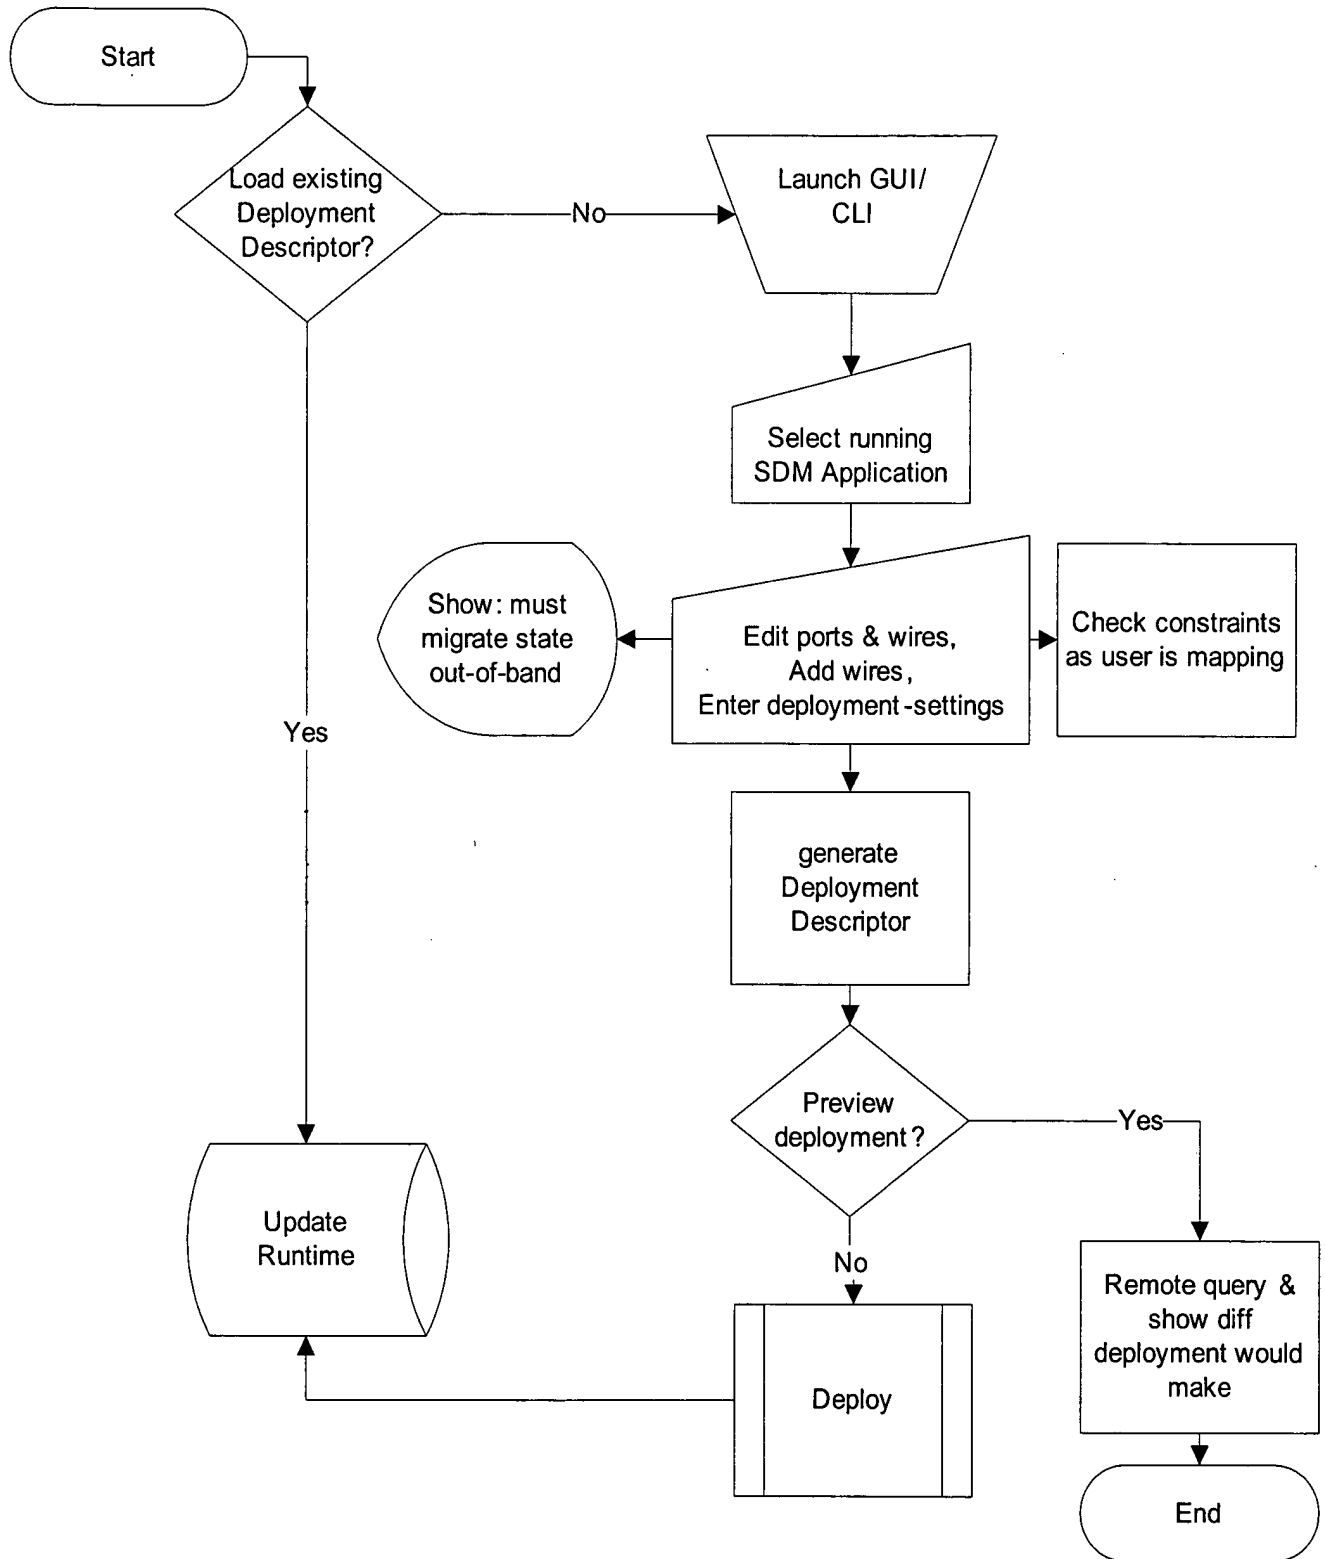 Start
Load existing
Deployment
Descriptor?
No
Launch GUI/
CLI
Select running
SDM Application
Show: must
migrate state
out-of-band
Edit ports & wires,
Add wires,
Enter deployment-settings
Check constraints
as user is mapping
Yes
generate
Deployment
Descriptor
Preview
deployment?
Yes
No
Update
Runtime
Deploy
Remote query &
show diff
deployment would
make
End